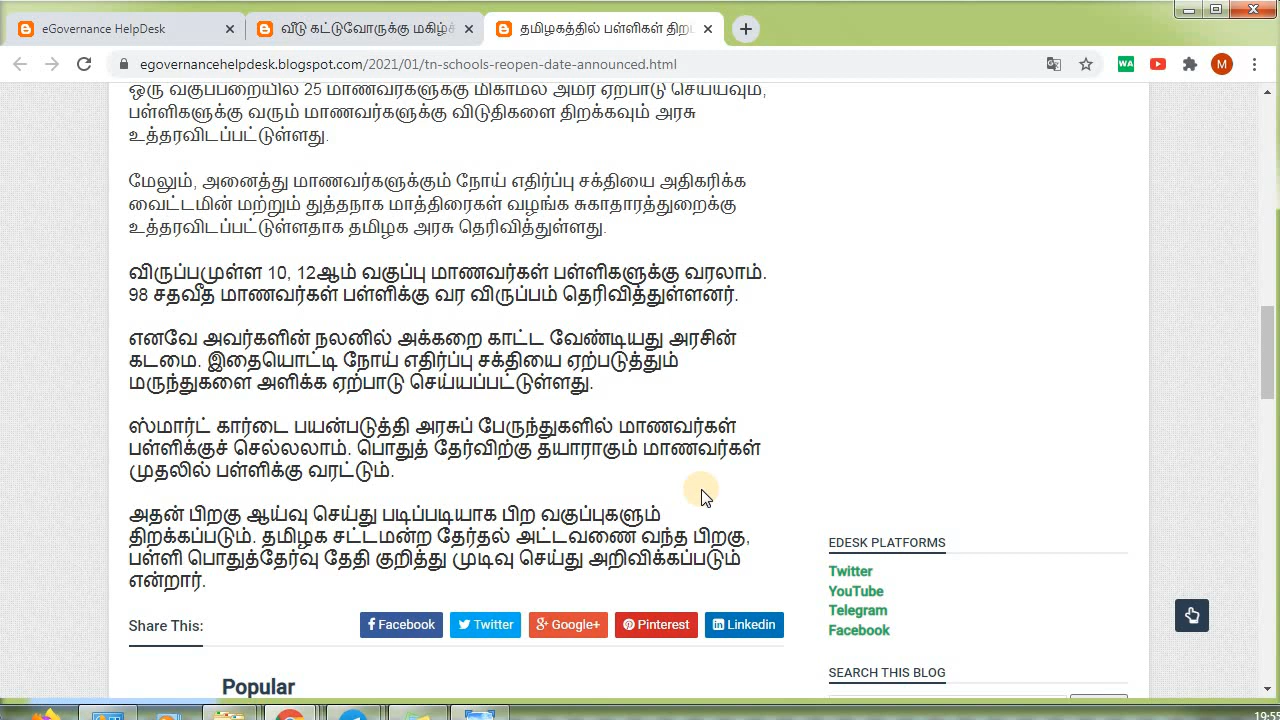 eGovernance HelpDesk
வீடு கட்டுவோருக்கு மகிழ்ச்
தமிழகத்தில் பள்ளிகள் திற
egovernancehelpdesk.blogspot.com/2021/01/tn-schools-reopen-date-announced.html
WA
M
ஒரு வகுப்பறையில் 25 மாணவர்களுக்கு மிகாமல் அமர ஏற்பாடு செய்யவும்,
பள்ளிகளுக்கு வரும் மாணவர்களுக்கு விடுதிகளை திறக்கவும் அரசு
உத்தரவிடப்பட்டுள்ளது.
மேலும், அனைத்து மாணவர்களுக்கும் நோய் எதிர்ப்பு சக்தியை அதிகரிக்க
வைட்டமின் மற்றும் துத்தநாக மாத்திரைகள் வழங்க சுகாதாரத்துறைக்கு
உத்தரவிடப்பட்டுள்ளதாக தமிழக அரசு தெரிவித்துள்ளது.
விருப்பமுள்ள 10, 12ஆம் வகுப்பு மாணவர்கள் பள்ளிகளுக்கு வரலாம்.
98 சதவீத மாணவர்கள் பள்ளிக்கு வர விருப்பம் தெரிவித்துள்ளனர்.
எனவே அவர்களின் நலனில் அக்கறை காட்ட வேண்டியது அரசின்
கடமை. இதையொட்டி நோய் எதிர்ப்பு சக்தியை ஏற்படுத்தும்
மருந்துகளை அளிக்க ஏற்பாடு செய்யப்பட்டுள்ளது.
ஸ்மார்ட் கார்டை பயன்படுத்தி அரசுப் பேருந்துகளில் மாணவர்கள்
பள்ளிக்குச் செல்லலாம். பொதுத் தேர்விற்கு தயாராகும் மாணவர்கள்
முதலில் பள்ளிக்கு வரட்டும்.
அதன் பிறகு ஆய்வு செய்து படிப்படியாக பிற வகுப்புகளும்
திறக்கப்படும். தமிழக சட்டமன்ற தேர்தல் அட்டவணை வந்த பிறகு,
பள்ளி பொதுத்தேர்வு தேதி குறித்து முடிவு செய்து அறிவிக்கப்படும்
என்றார்.
Share This:
Facebook
Twitter
Google+
Pinterest
Linkedin
Popular
EDESK PLATFORMS
Twitter
YouTube
Telegram
Facebook
SEARCH THIS BLOG